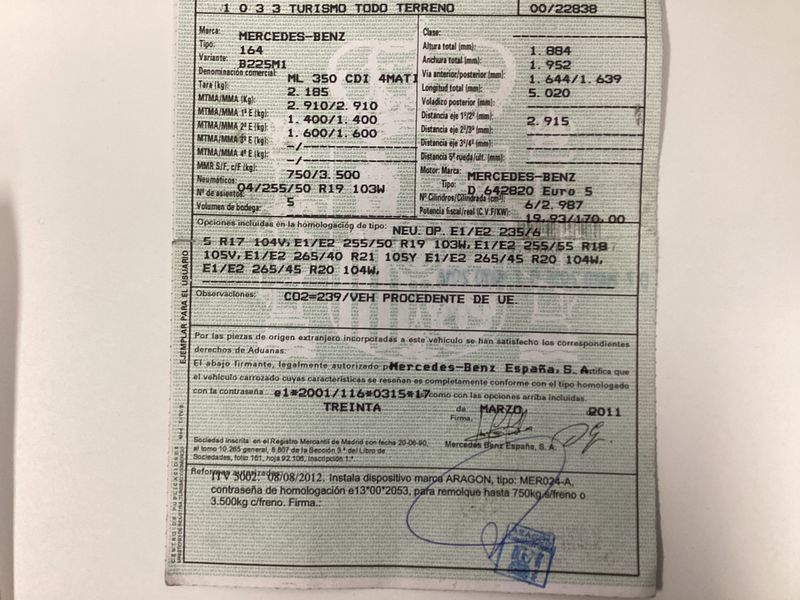 1 0 3 3 TURISMO TODO TERRENO
00/22838
Marca: MERCEDES-BENZ
Tipo: 164
Variante: B225M1
Denominación comercial: ML 350 CDI 4MATI
Tara (kg): 2.185
MTMA/MMA (Kg): 2.910/2.910
MTMA/MMA 1º E (kg): 1.400/1.400
MTMA/MMA 2º E (kg): 1.600/1.600
MTMA/MMA 3º E (kg): -/-
MTMA/MMA 4º E (kg): -/-
MMR S/F, c/F (kg): 750/3.500
Neumáticos: 04/255/50 R19 103W
Nº de asientos: 5
Volumen de bodega:
Clase:
Altura total (mm): 1.884
Anchura total (mm): 1.952
Via anterior/posterior (mm): 1.644/1.639
Longitud total (mm): 5.020
Voladizo posterior (mm):
Distancia eje 1º/2º (mm): 2.915
Distancia eje 2º/3º (mm):
Distancia eje 3º/4º (mm):
Distancia 5ª rueda/ult. (mm):
Motor: Marca: MERCEDES-BENZ
Tipo: D 642820 Euro 5
Nº Cilindros/Cilindrada (cm³) 6/2.987
Potencia fiscal/real (C.V.F/KW): 19,93/170,00
Opciones incluidas en la homologación de tipo: NEU. OP. E1/E2 235/6
5 R17 104V, E1/E2 255/50 R19 103W, E1/E2 255/55 R18
105V, E1/E2 265/40 R21 105Y E1/E2 265/45 R20 104W,
E1/E2 265/45 R20 104W,
Observaciones: CO2=239/VEH PROCEDENTE DE UE.
Por las piezas de origen extranjero incorporadas a este vehículo se han satisfecho los correspondientes
derechos de Aduanas.
El abajo firmante, legalmente autorizado p Mercedes-Benz España, S. A tifica que
el vehículo carrozado cuyas características se reseñan es completamente conforme con el tipo homologado
con la contraseña e1*2001/116*0315*17 como con las opciones arriba incluidas.
TREINTA de MARZO 2011
Firma,
Mercedes Benz España, S. A.
Sociedad inscrita en el Registro Mercantil de Madrid con fecha 20-06-90,
al tomo 10.265 general, 8.807 de la Sección 3.ª del Libro de
Sociedades, folio 161, hoja 92.106, inscripción 1.ª.
Reformas autorizadas:
ITV 5002. 08/08/2012. Instala dispositivo marca ARAGON, tipo: MER024-A,
contraseña de homologación e13*00*2053, para remolque hasta 750kg s/freno o
3.500kg c/freno. Firma.:
ARAGON
ITV
EJEMPLAR PARA EL USUARIO
CENTRO DE PUBLICACIONES